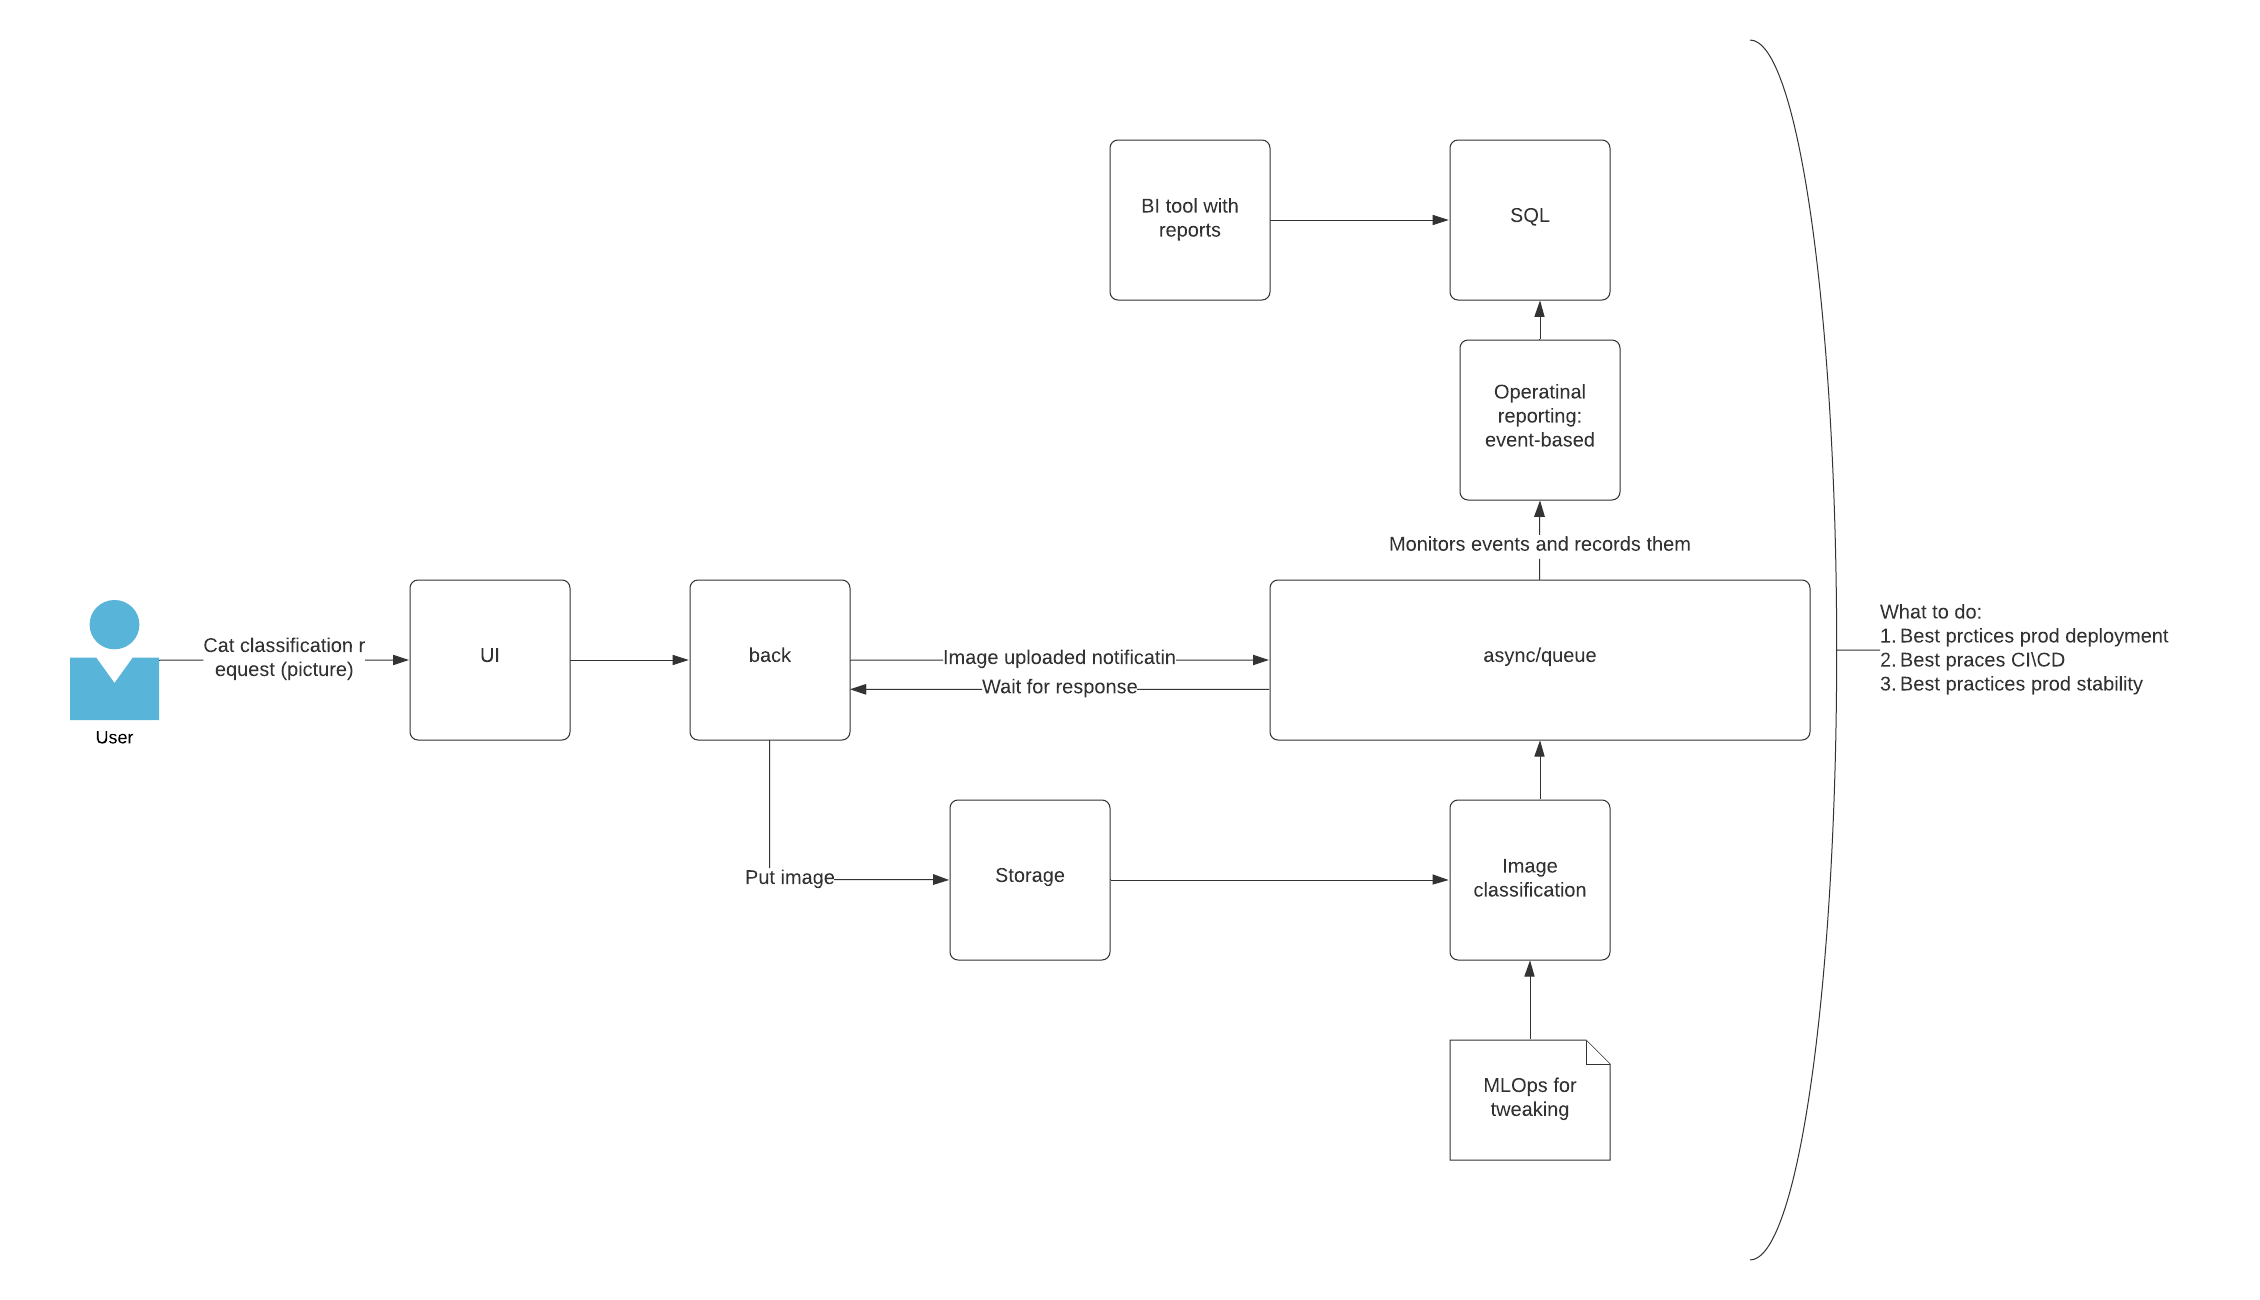 BI tool with
reports
SQL
Operatinal
reporting:
event-based
Monitors events and records them
User
Cat classification r
equest (picture)
UI
back
Image uploaded notificatin
Wait for response
async/queue
What to do:
1. Best prctices prod deployment
2. Best praces CI\CD
3. Best practices prod stability
Put image
Storage
Image
classification
MLOps for
tweaking